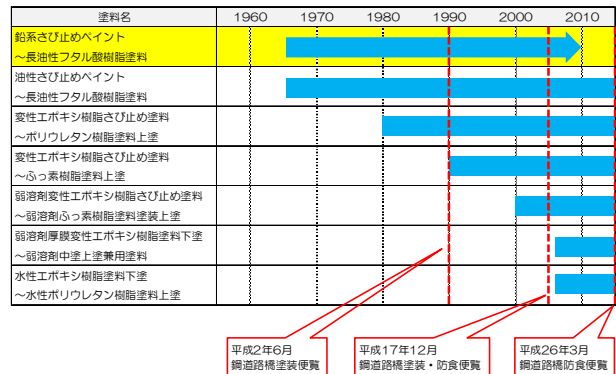 塗料名 1960 1970 1980 1990 2000 2010
鉛系さび止めペイント
～長油性フタル酸樹脂塗料
油性さび止めペイント
～長油性フタル酸樹脂塗料
変性エポキシ樹脂さび止め塗料
～ポリウレタン樹脂塗料上塗
変性エポキシ樹脂さび止め塗料
～ふっ素樹脂塗料上塗
弱溶剤変性エポキシ樹脂さび止め塗料
～弱溶剤ふっ素樹脂塗料塗装上塗
弱溶剤厚膜変性エポキシ樹脂塗料下塗
～弱溶剤中塗上塗兼用塗料
水性エポキシ樹脂塗料下塗
～水性ポリウレタン樹脂塗料上塗
平成2年6月
鋼道路橋塗装便覧
平成17年12月
鋼道路橋塗装・防食便覧
平成26年3月
鋼道路橋防食便覧